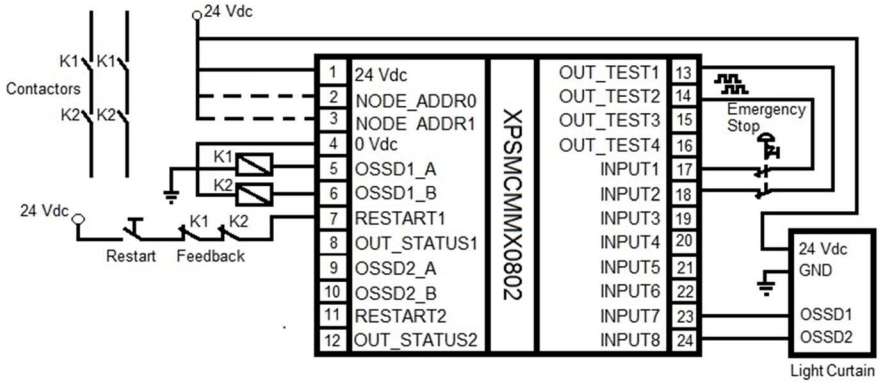 24 Vdc
K1 K1
Contactors
K2 K2
24 Vdc
Restart
K1 K2
Feedback
K1
K2
1 24 Vdc
2 NODE_ADDR0
3 NODE ADDR1
4 0 Vdc
5 OSSD1_A
6 OSSD1_B
7 RESTART1
8 OUT_STATUS1
9 OSSD2_A
10 OSSD2_B
11 RESTART2
12 OUT_STATUS2
XPSMCMMX0802
OUT_TEST1 13
OUT_TEST2 14
OUT_TEST3 15
OUT_TEST4 16
INPUT1 17
INPUT2 18
INPUT3 19
INPUT4 20
INPUT5 21
INPUT6 22
INPUT7 23
INPUT8 24
Emergency
Stop
24 Vdc
GND
OSSD1
OSSD2
Light Curtain